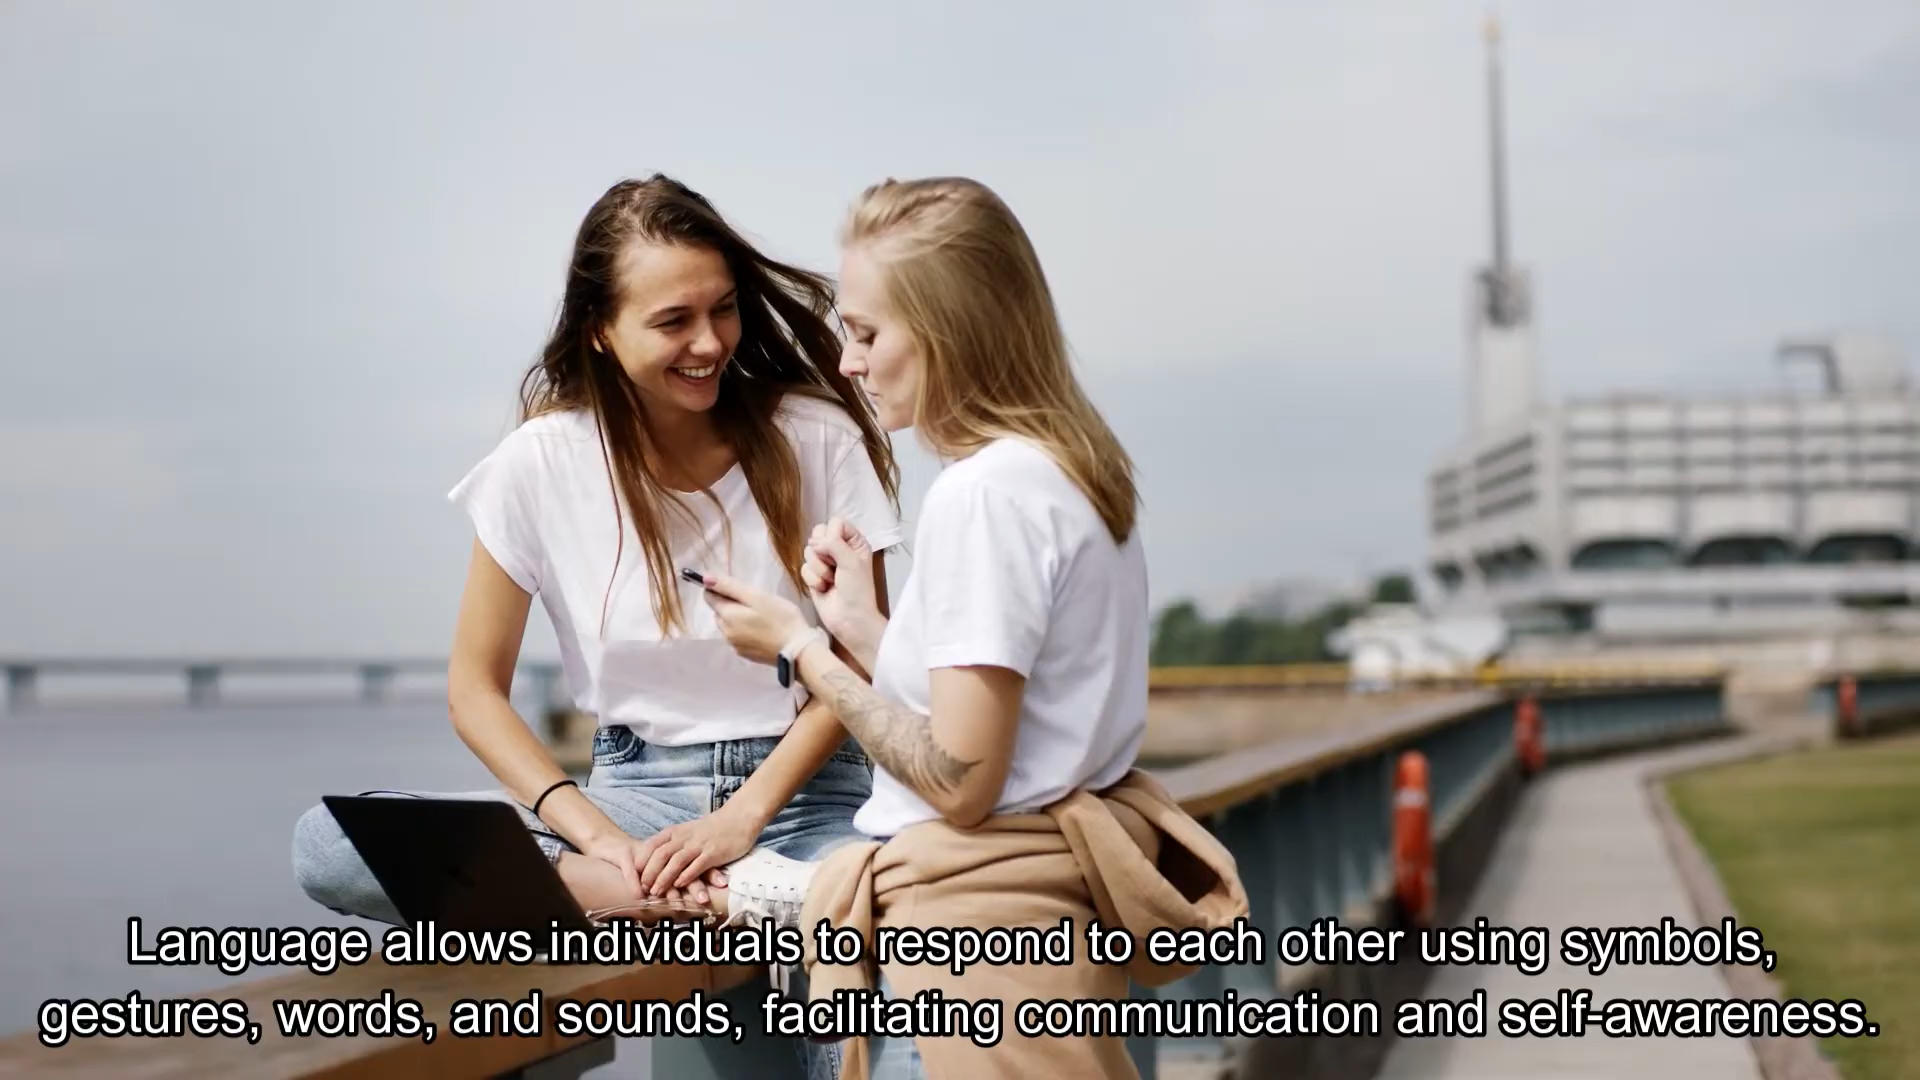 Language allows individuals to respond to each other using symbols,
gestures, words, and sounds, facilitating communication and self-awareness.